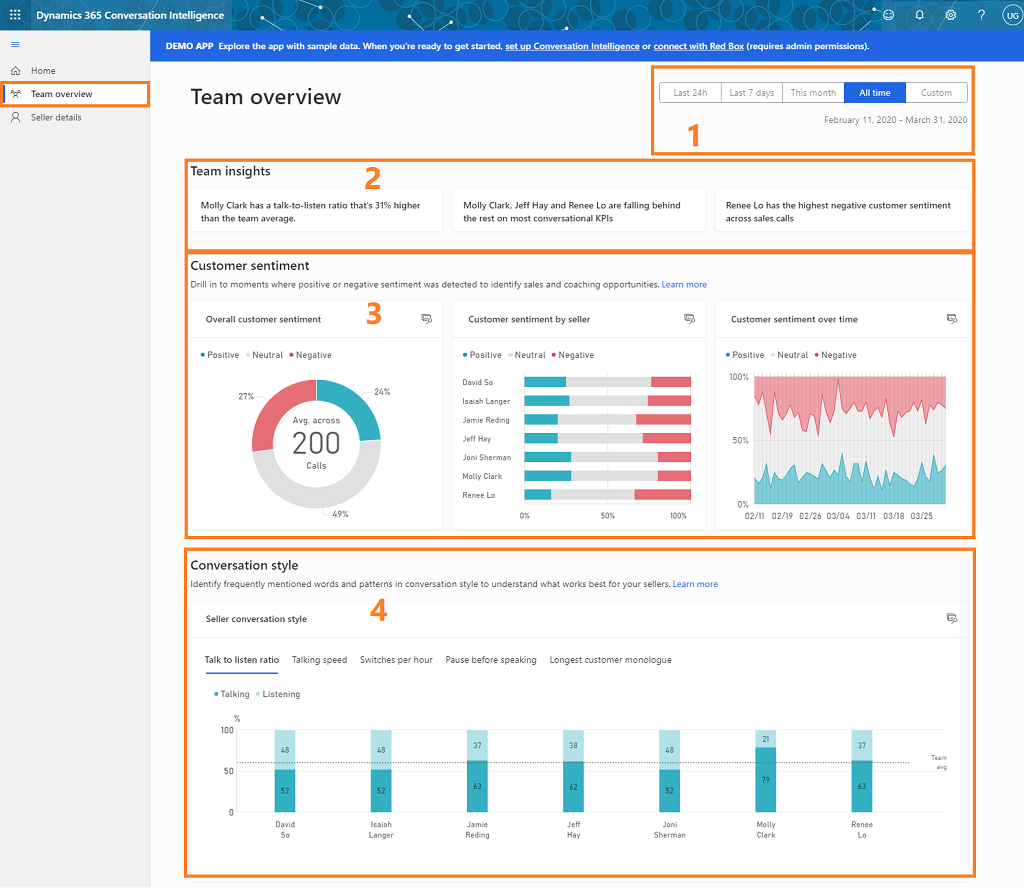 Dynamics 365 Conversation Intelligence
UG
DEMO APP Explore the app with sample data. When you're ready to get started, set up Conversation Intelligence or connect with Red Box (requires admin permissions).
Home
Team overview
Seller details
Team overview
Last 24h Last 7 days This month All time Custom
February 11, 2020 - March 31, 2020
1
Team insights
2
Molly Clark has a talk-to-listen ratio that's 31% higher
than the team average.
Molly Clark, Jeff Hay and Renee Lo are falling behind
the rest on most conversational KPIs
Renee Lo has the highest negative customer sentiment
across sales calls
Customer sentiment
Drill in to moments where positive or negative sentiment was detected to identify sales and coaching opportunities. Learn more
3
Overall customer sentiment
Positive Neutral Negative
27%
24%
Avg. across
200
Calls
49%
Customer sentiment by seller
Positive Neutral Negative
David So
Isaiah Langer
Jamie Reding
Jeff Hay
Joni Sherman
Molly Clark
Renee Lo
0% 50% 100%
Customer sentiment over time
Positive Neutral Negative
100%
50%
0%
02/11 02/19 02/26 03/04 03/11 03/18 03/25
Conversation style
Identify frequently mentioned words and patterns in conversation style to understand what works best for your sellers. Learn more
4
Seller conversation style
Talk to listen ratio Talking speed Switches per hour Pause before speaking Longest customer monologue
Talking Listening
%
100
50
0
48 48 37 38 48 21 37
52 52 63 62 52 79 63
Team
avg
David Isaiah Jamie Jeff Joni Molly Renee
So Langer Reding Hay Sherman Clark Lo